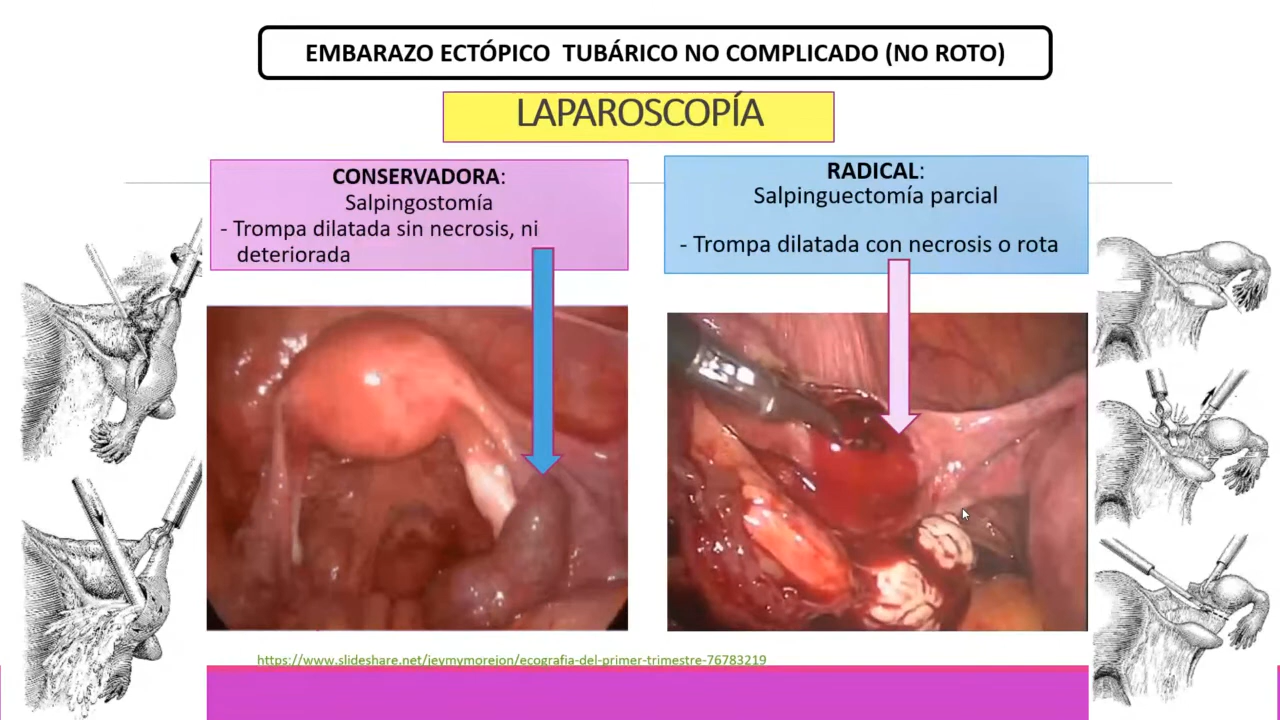 EMBARAZO ECTÓPICO TUBÁRICO NO COMPLICADO (NO ROTO)
LAPAROSCOPÍA
CONSERVADORA:
Salpingostomía
- Trompa dilatada sin necrosis, ni
deteriorada
RADICAL:
Salpinguectomía parcial
- Trompa dilatada con necrosis o rota
https://www.slideshare.net/jeymymorejon/ecografia-del-primer-trimestre-76783219